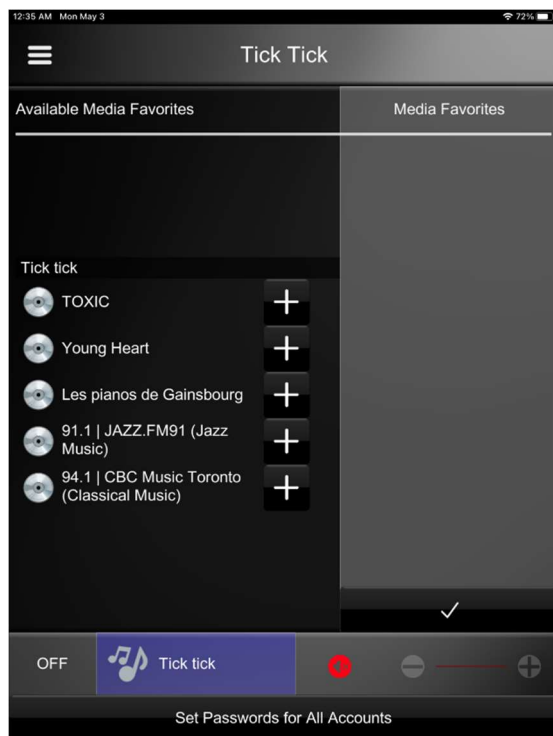 12:35 AM Mon May 3
72%
Tick Tick
Available Media Favorites
Media Favorites
Tick tick
TOXIC
Young Heart
Les pianos de Gainsbourg
91.1 | JAZZ.FM91 (Jazz
Music)
94.1 | CBC Music Toronto
(Classical Music)
OFF
Tick tick
Set Passwords for All Accounts